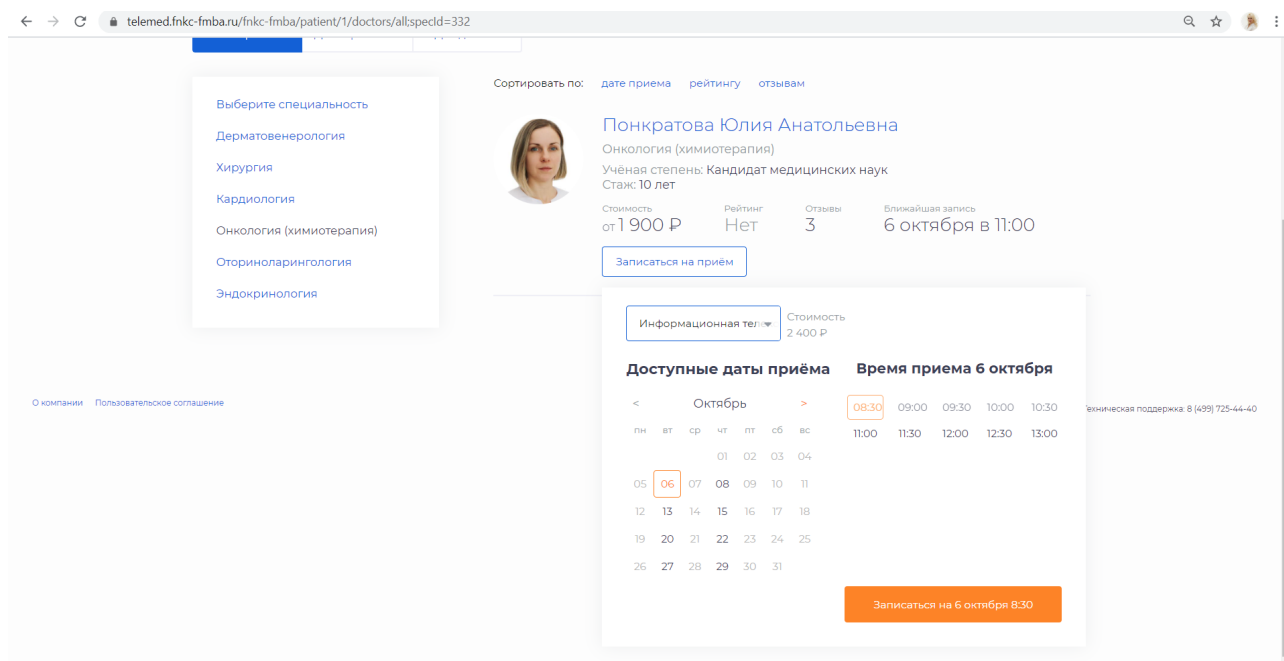 telemed.fnkc-fmba.ru/fnkc-fmba/patient/1/doctors/all;specId=332
Выберите специальность
Дерматовенерология
Хирургия
Кардиология
Онкология (химиотерапия)
Оториноларингология
Эндокринология
Сортировать по: дате приема рейтингу отзывам
Понкратова Юлия Анатольевна
Онкология (химиотерапия)
Учёная степень: Кандидат медицинских наук
Стаж: 10 лет
Стоимость Рейтинг Отзывы Ближайшая запись
от 1 900 ₽ Нет 3 6 октября в 11:00
Записаться на приём
Информационная тел
Стоимость
2 400 ₽
Доступные даты приёма
< Октябрь >
пн вт ср чт пт сб вс
01 02 03 04
05 06 07 08 09 10 11
12 13 14 15 16 17 18
19 20 21 22 23 24 25
26 27 28 29 30 31
Время приема 6 октября
08:30 09:00 09:30 10:00 10:30
11:00 11:30 12:00 12:30 13:00
Записаться на 6 октября 8:30
О компании Пользовательское соглашение
ехническая поддержка: 8 (499) 725-44-40